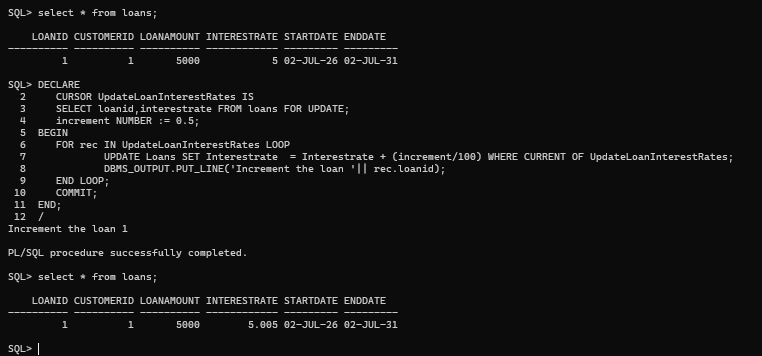 SQL> select * from loans;
    LOANID CUSTOMERID LOANAMOUNT INTERESTRATE STARTDATE ENDDATE
---------- ---------- ---------- ------------ --------- ---------
         1          1       5000            5 02-JUL-26 02-JUL-31
SQL> DECLARE
  2     CURSOR UpdateLoanInterestRates IS
  3     SELECT loanid,interestrate FROM loans FOR UPDATE;
  4     increment NUMBER := 0.5;
  5  BEGIN
  6     FOR rec IN UpdateLoanInterestRates LOOP
  7             UPDATE Loans SET Interestrate  = Interestrate + (increment/100) WHERE CURRENT OF UpdateLoanInterestRates;
  8             DBMS_OUTPUT.PUT_LINE('Increment the loan '|| rec.loanid);
  9     END LOOP;
 10     COMMIT;
 11  END;
 12  /
Increment the loan 1
PL/SQL procedure successfully completed.
SQL> select * from loans;
    LOANID CUSTOMERID LOANAMOUNT INTERESTRATE STARTDATE ENDDATE
---------- ---------- ---------- ------------ --------- ---------
         1          1       5000        5.005 02-JUL-26 02-JUL-31
SQL>